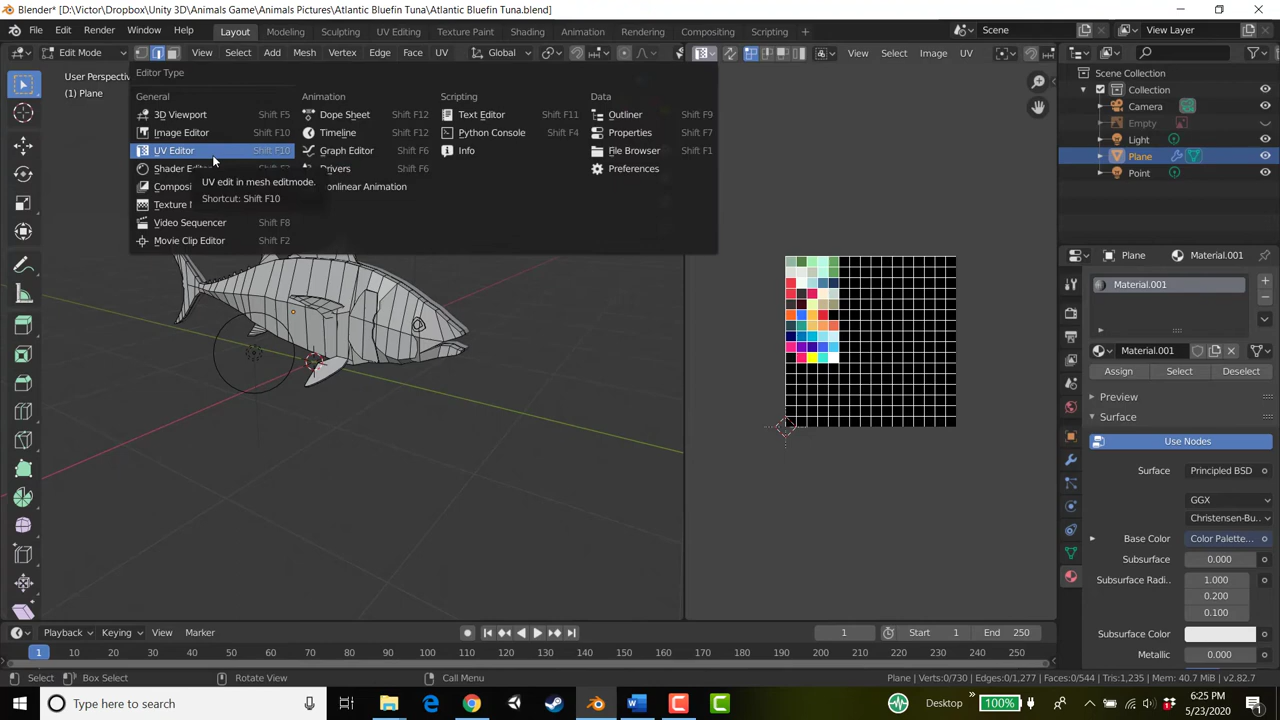 Blender* [D:\Victor\Dropbox\Unity 3D\Animals Game\Animals Pictures\Atlantic Bluefin Tuna\Atlantic Bluefin Tuna.blend]
File Edit Render Window Help Layout Modeling Sculpting UV Editing Texture Paint Shading Animation Rendering Compositing Scripting + Scene View Layer
Edit Mode View Select Add Mesh Vertex Edge Face UV Global View Select Image UV
User Perspectiv
(1) Plane
Editor Type
General Animation Scripting Data
3D Viewport Shift F5 Dope Sheet Shift F12 Text Editor Shift F11 Outliner Shift F9
Image Editor Shift F10 Timeline Shift F12 Python Console Shift F4 Properties Shift F7
UV Editor Shift F10 Graph Editor Shift F6 Info File Browser Shift F1
Shader Edit Drivers Shift F6 Preferences
UV edit in mesh editmode.
Composi onlinear Animation
Shortcut: Shift F10
Texture N
Video Sequencer Shift F8
Movie Clip Editor Shift F2
Scene Collection
Collection
Camera
Empty
Light
Plane
Point
Plane Material.001
Material.001
Material.001
Assign Select Deselect
Preview
Surface
Use Nodes
Surface Principled BSD
GGX
Christensen-Bu...
Base Color Color Palette...
Subsurface 0.000
Subsurface Radi.. 1.000
0.200
0.100
Subsurface Color
Metallic 0.000
Playback Keying View Marker 1 Start 1 End 250
1 10 20 30 40 50 60 70 80 90 100 110 120 130 140 150 160 170 180 190 200 210 220 230 240 250
Select Box Select Rotate View Call Menu Plane | Verts:0/730 | Edges:0/1,277 | Faces:0/544 | Tris:1,235 | Mem: 40.7 MiB | v2.82.7
Type here to search Desktop 100% 6:25 PM
5/23/2020